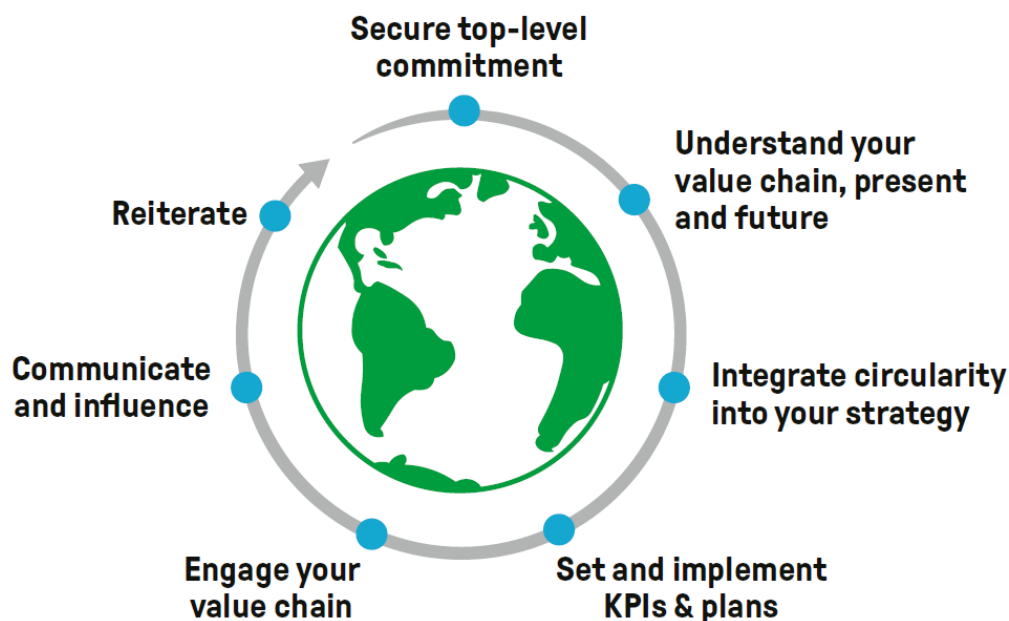 Secure top-level
commitment
Understand your
value chain, present
and future
Integrate circularity
into your strategy
Set and implement
KPIs & plans
Engage your
value chain
Communicate
and influence
Reiterate